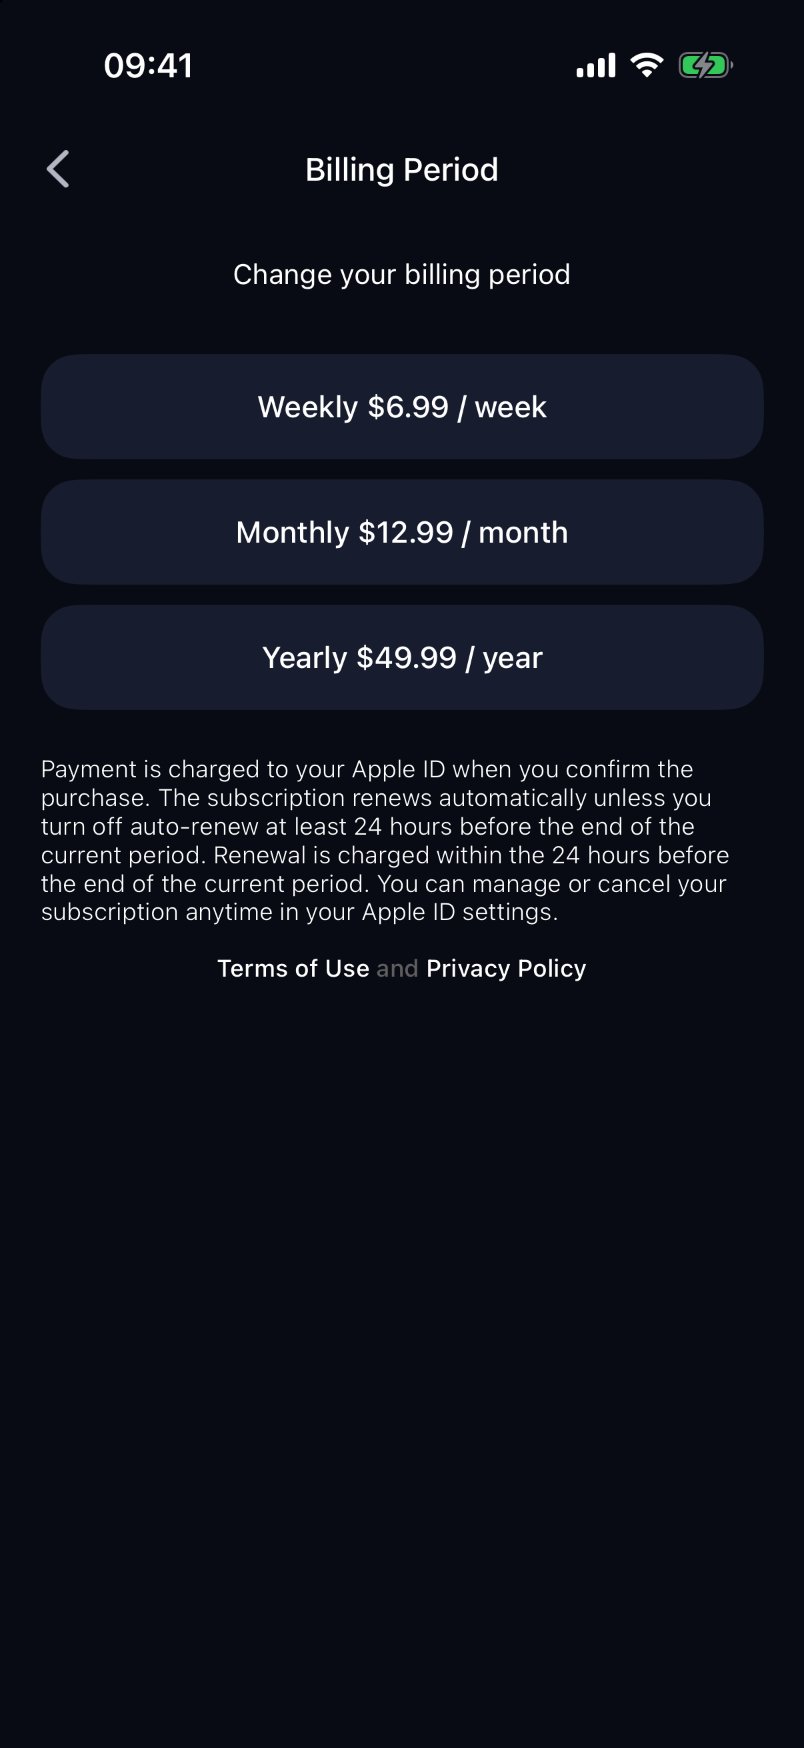 09:41
Billing Period
Change your billing period
Weekly $6.99 / week
Monthly $12.99 / month
Yearly $49.99 / year
Payment is charged to your Apple ID when you confirm the
purchase. The subscription renews automatically unless you
turn off auto-renew at least 24 hours before the end of the
current period. Renewal is charged within the 24 hours before
the end of the current period. You can manage or cancel your
subscription anytime in your Apple ID settings.
Terms of Use and Privacy Policy